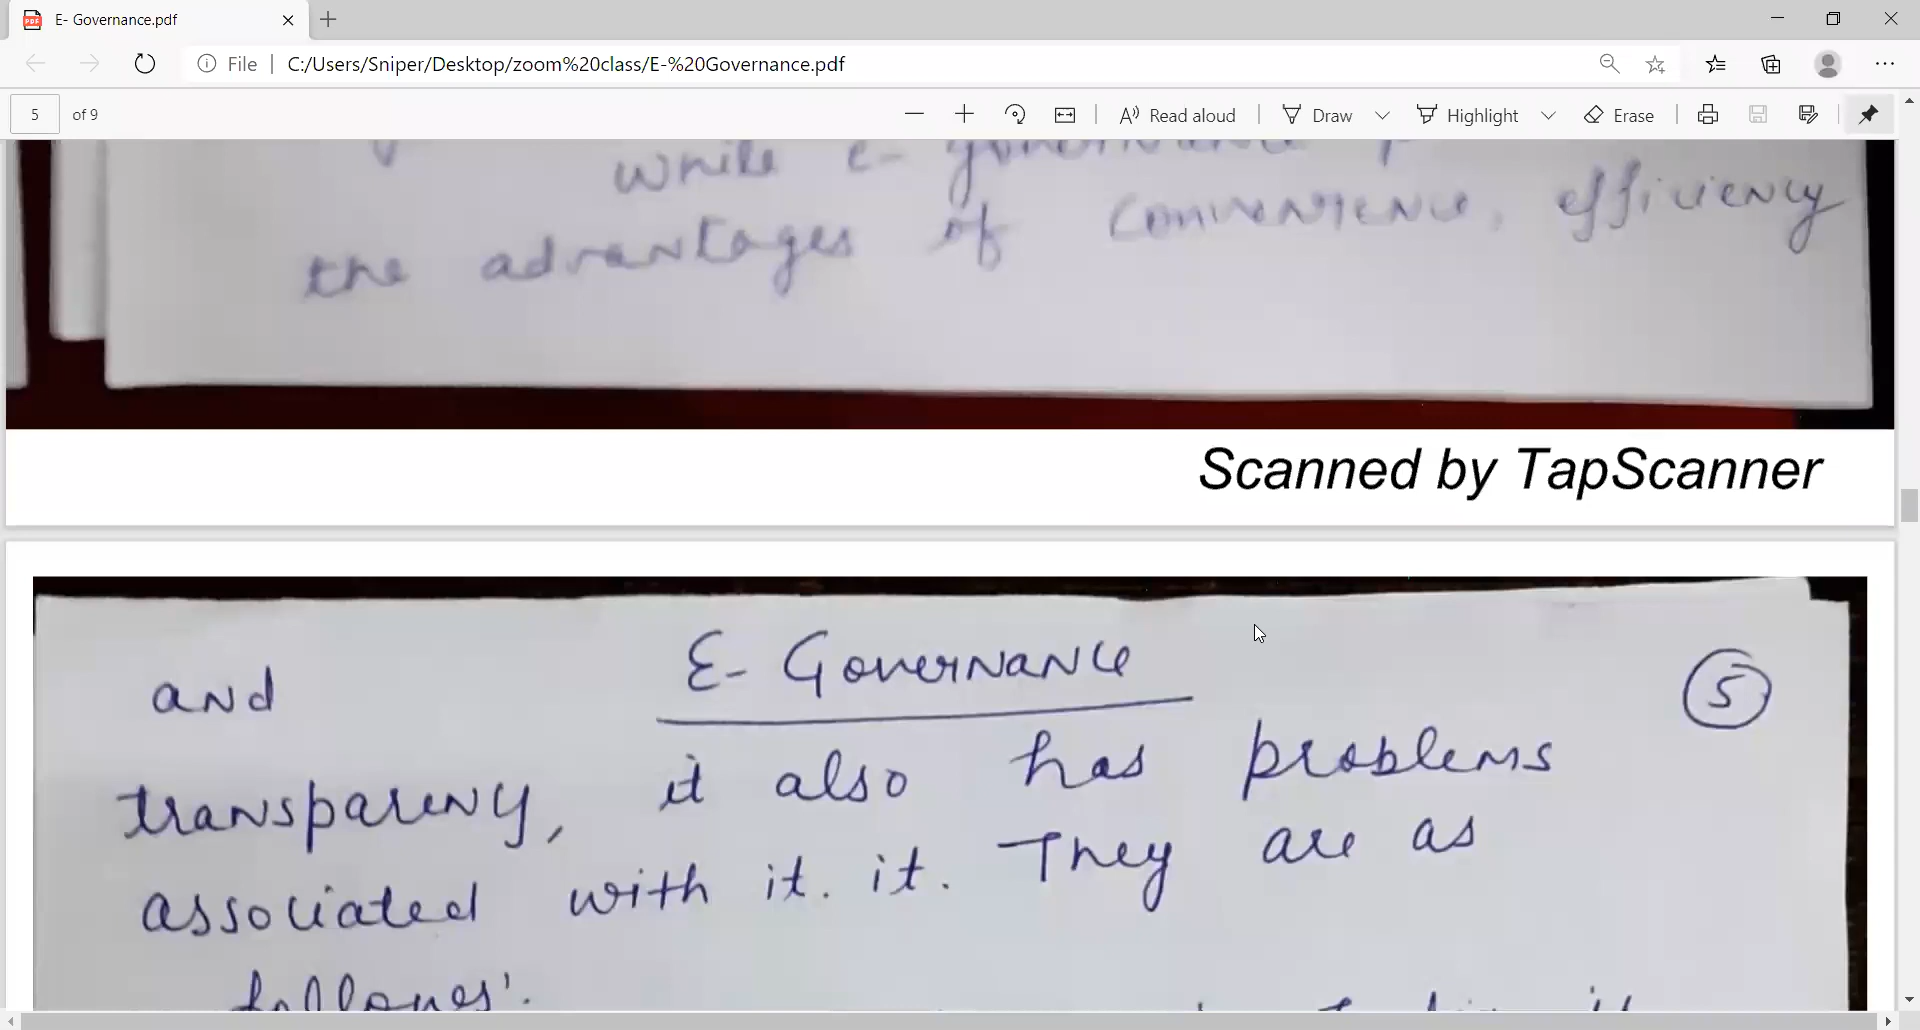 E- Governance.pdf
File | C:/Users/Sniper/Desktop/zoom%20class/E-%20Governance.pdf
5 of 9 Read aloud Draw Highlight Erase
while e-
the advantages of convenience, efficiency
Scanned by TapScanner
E- Governance
and 5
transparency, it also has problems
associated with it. it. They are as